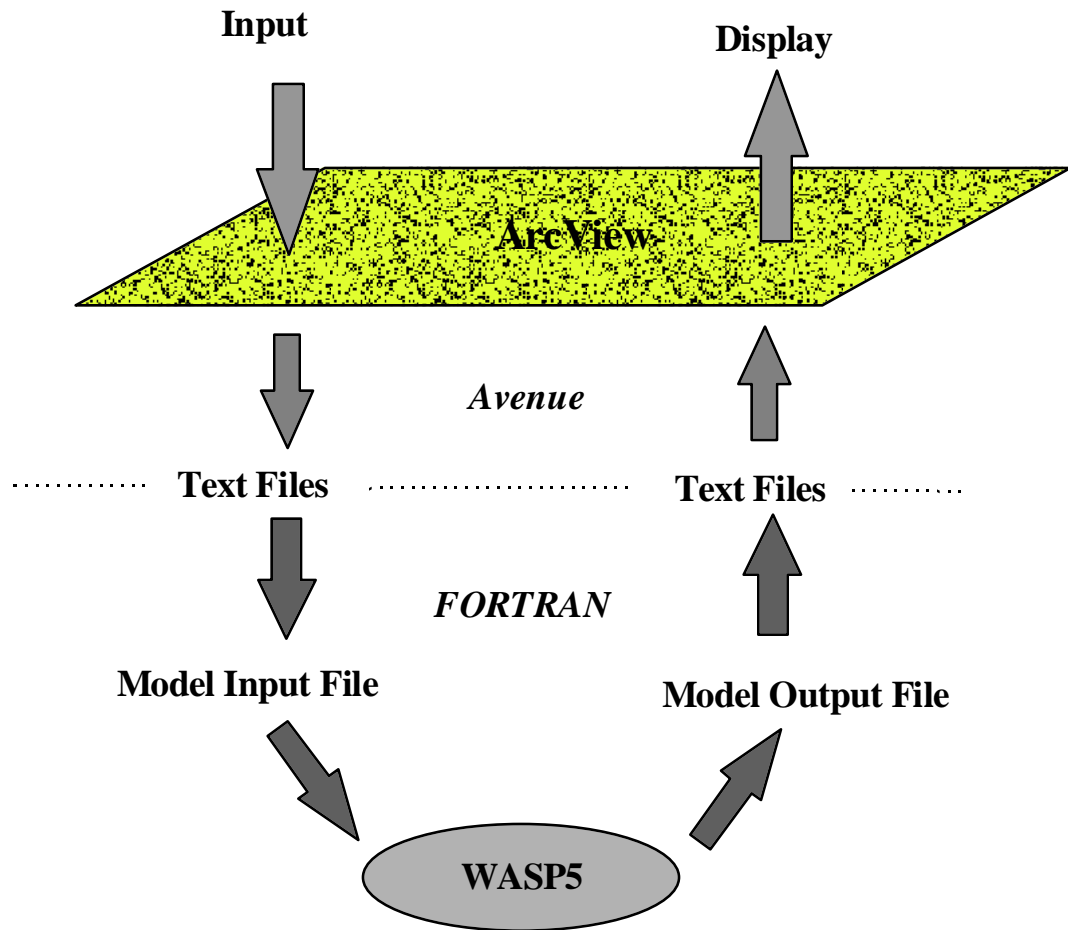 Input
Display
ArcView
Avenue
Text Files
Text Files
FORTRAN
Model Input File
Model Output File
WASP5